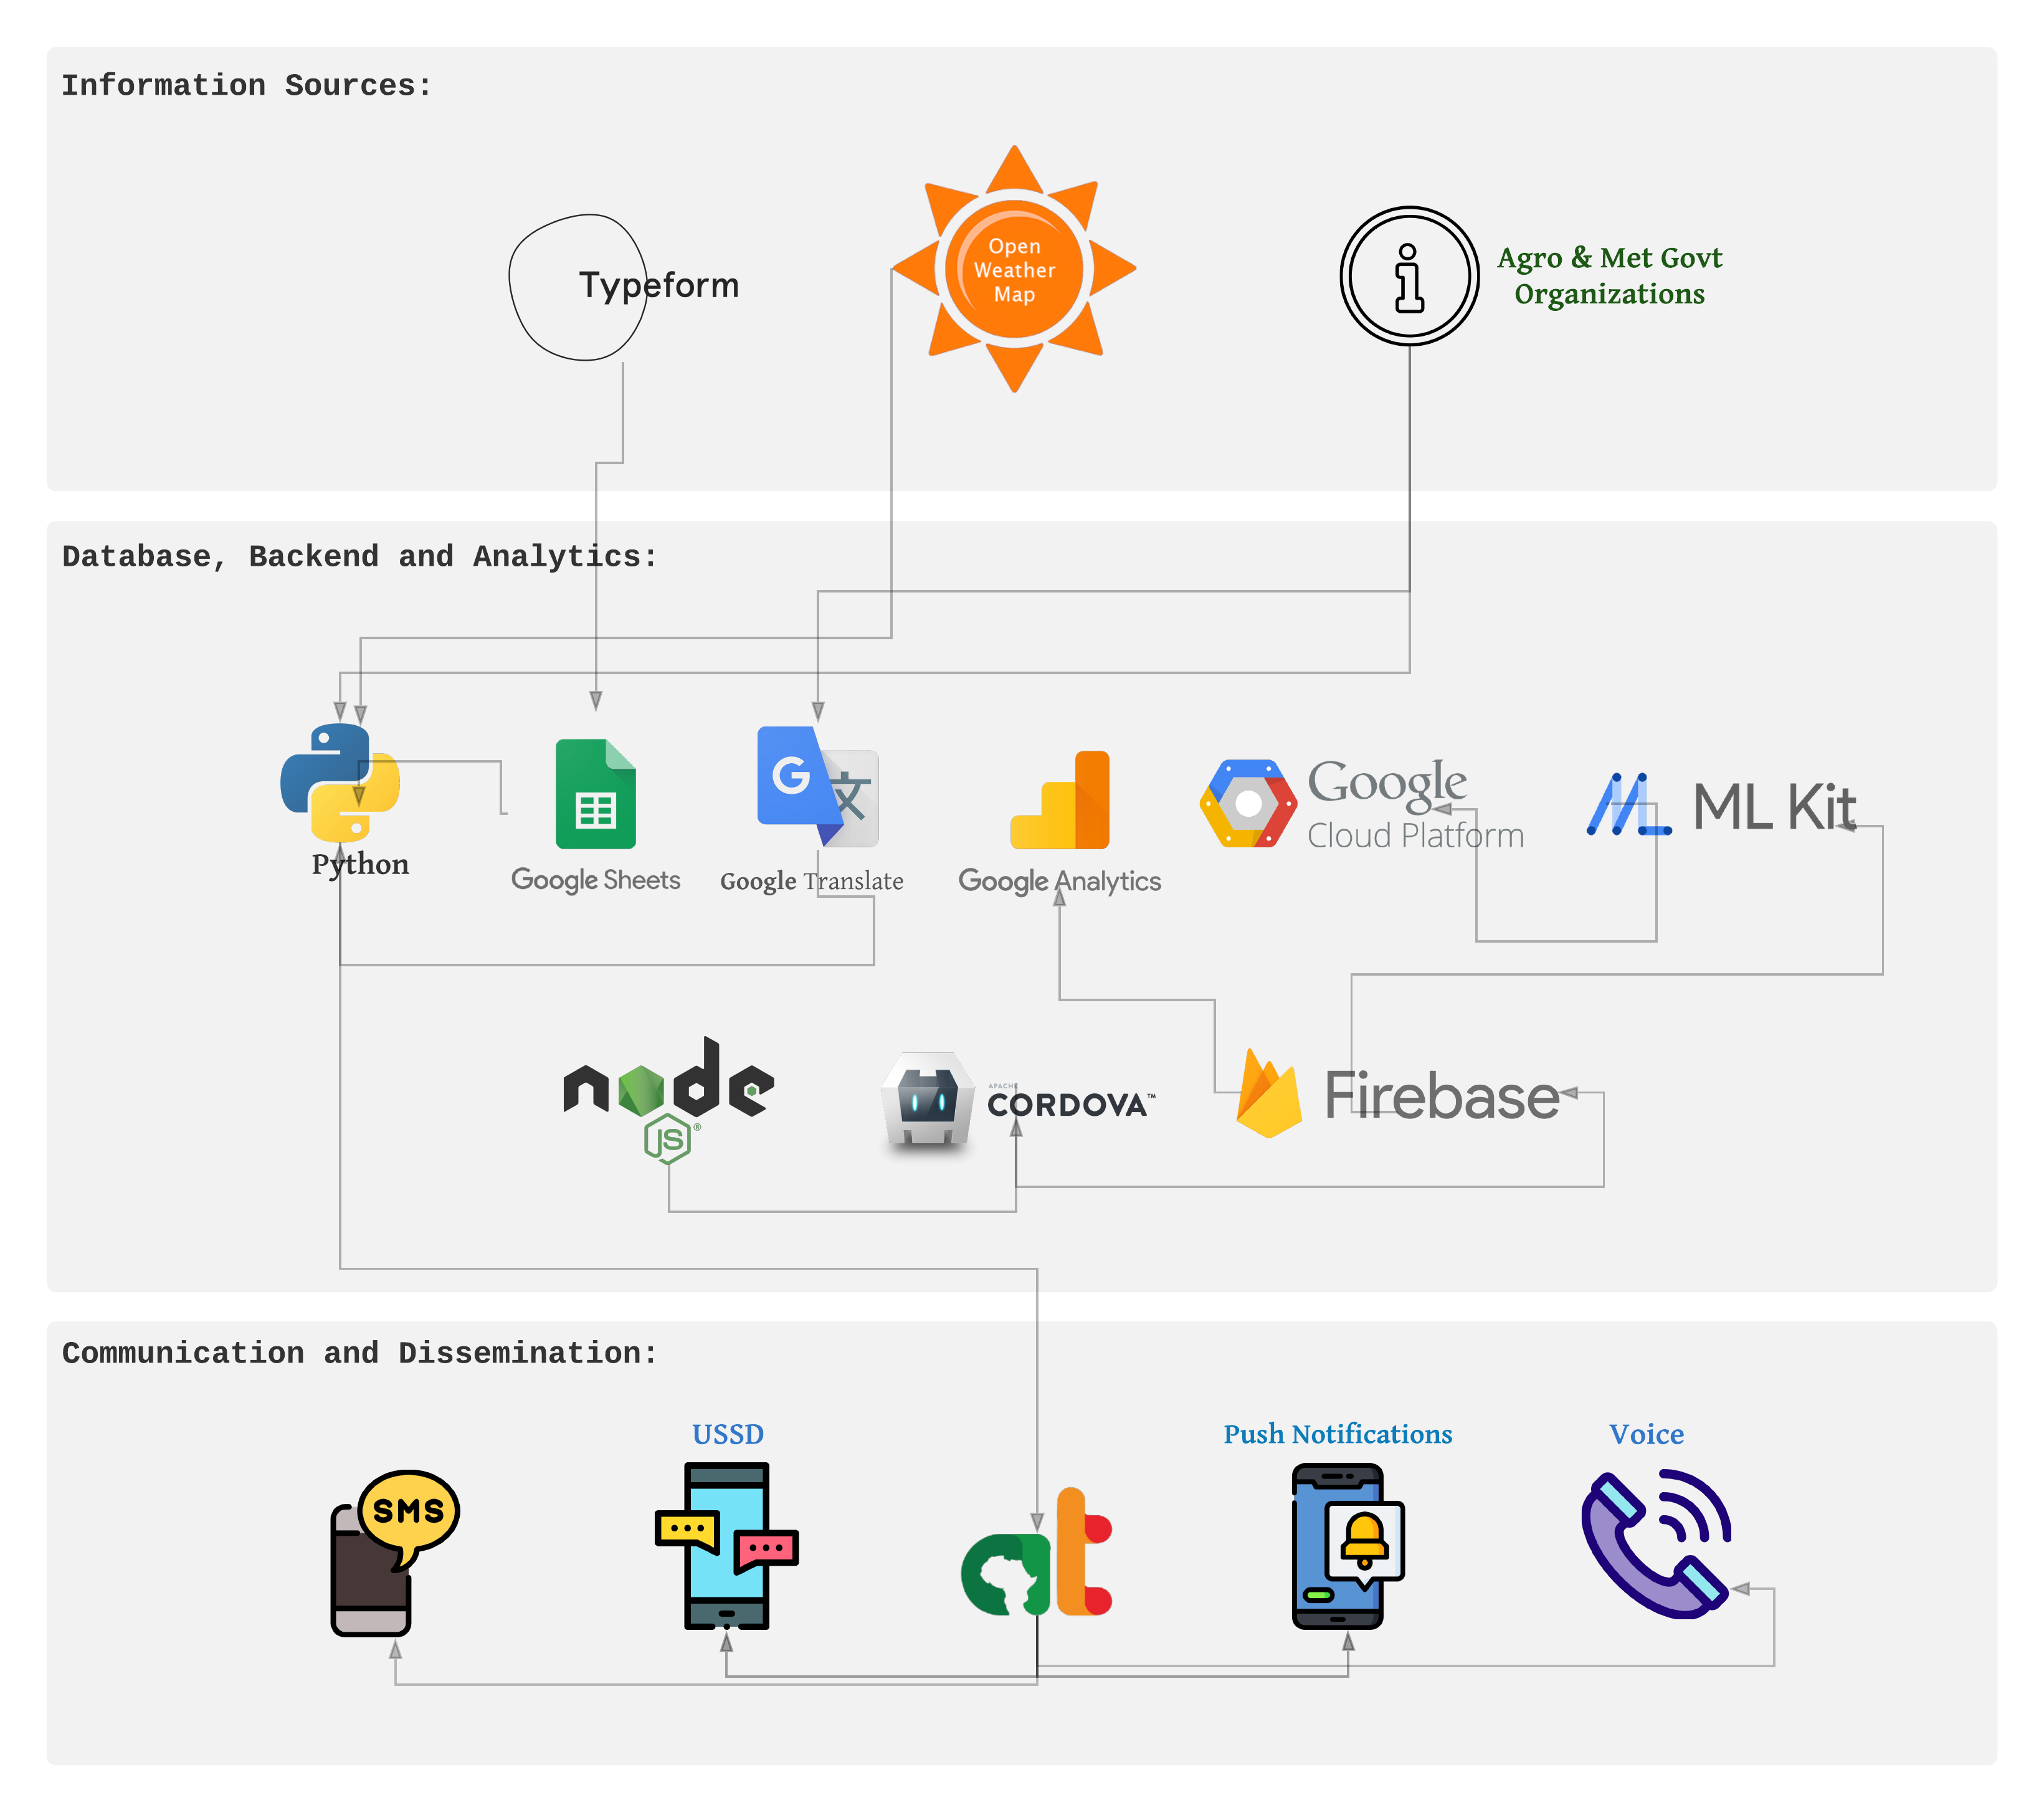 Information Sources:
Open
Weather
Map
Typeform
Agro & Met Govt
Organizations
Database, Backend and Analytics:
G
文
Python
Google Sheets
Google Translate
Google Analytics
Google
Cloud Platform
ML Kit
node
JS®
APACHE
CORDOVA™
Firebase
Communication and Dissemination:
USSD
Push Notifications
Voice
SMS
at